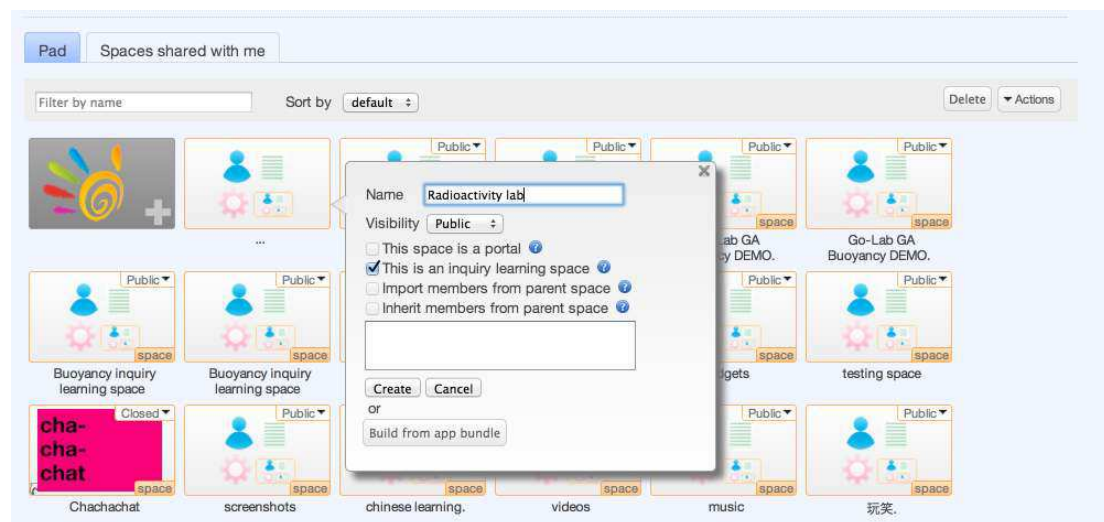 Pad
Spaces shared with me
Filter by name
Sort by
default
Delete
Actions
Public
Public
Public
Public
space
space
...
Lab GA
cy DEMO.
Go-Lab GA
Buoyancy DEMO.
Name
Radioactivity lab
Visibility
Public
This space is a portal
This is an inquiry learning space
Import members from parent space
Inherit members from parent space
Create
Cancel
or
Build from app bundle
Public
Public
Public
Public
space
space
space
space
Buoyancy inquiry
learning space
Buoyancy inquiry
learning space
dgets
testing space
cha-
cha-
chat
Closed
Public
Public
Public
space
space
space
space
space
space
Chachachat
screenshots
chinese learning.
videos
music
玩笑.